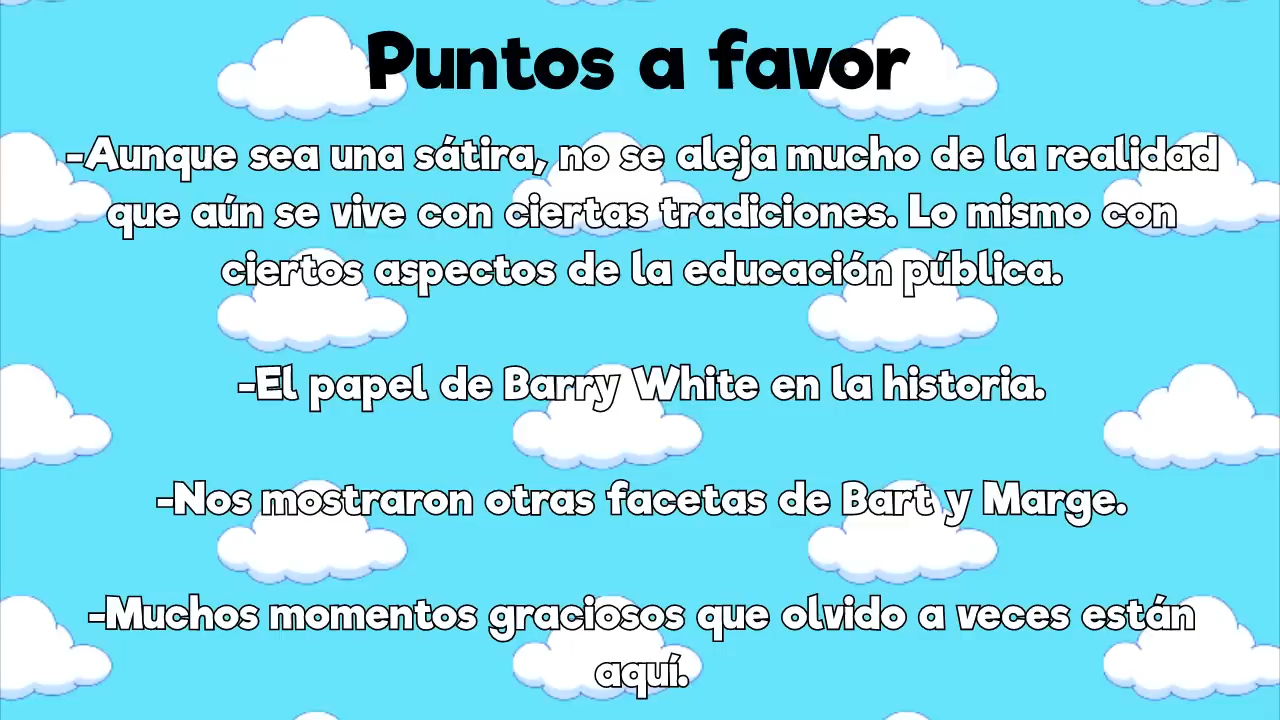 Puntos a favor
-Aunque sea una sátira, no se aleja mucho de la realidad
que aún se vive con ciertas tradiciones. Lo mismo con
ciertos aspectos de la educación pública.
-El papel de Barry White en la historia.
-Nos mostraron otras facetas de Bart y Marge.
-Muchos momentos graciosos que olvido a veces están
aquí.